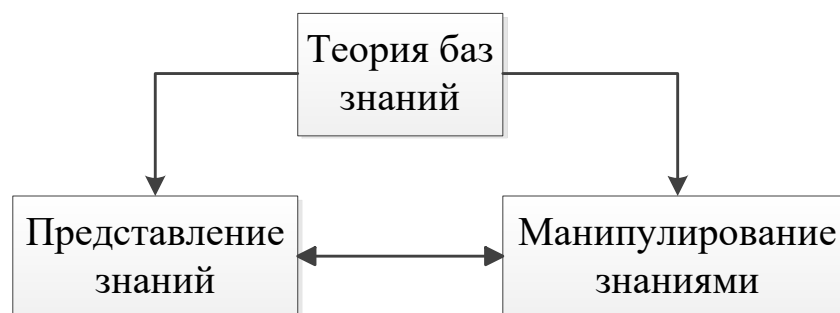 Теория баз
знаний
Представление
знаний
Манипулирование
знаниями